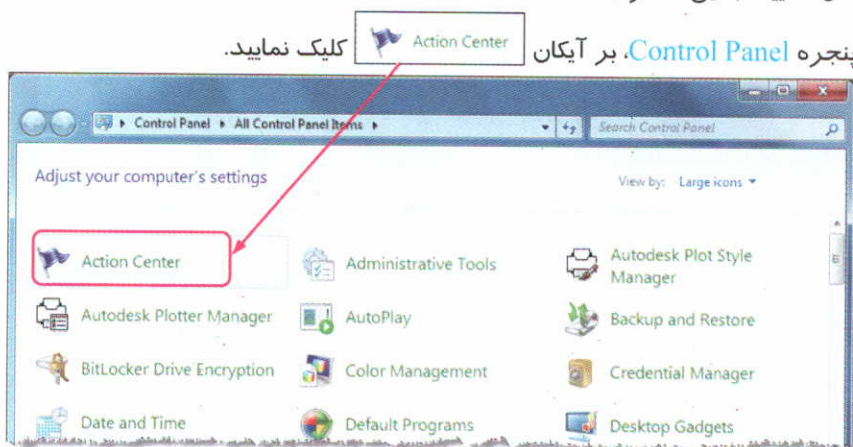 پنجره Control Panel، بر آیکان Action Center کلیک نمایید.
Control Panel ▸ All Control Panel Items ▸
Search Control Panel
Adjust your computer's settings
View by: Large icons
Action Center
Administrative Tools
Autodesk Plot Style Manager
Autodesk Plotter Manager
AutoPlay
Backup and Restore
BitLocker Drive Encryption
Color Management
Credential Manager
Date and Time
Default Programs
Desktop Gadgets